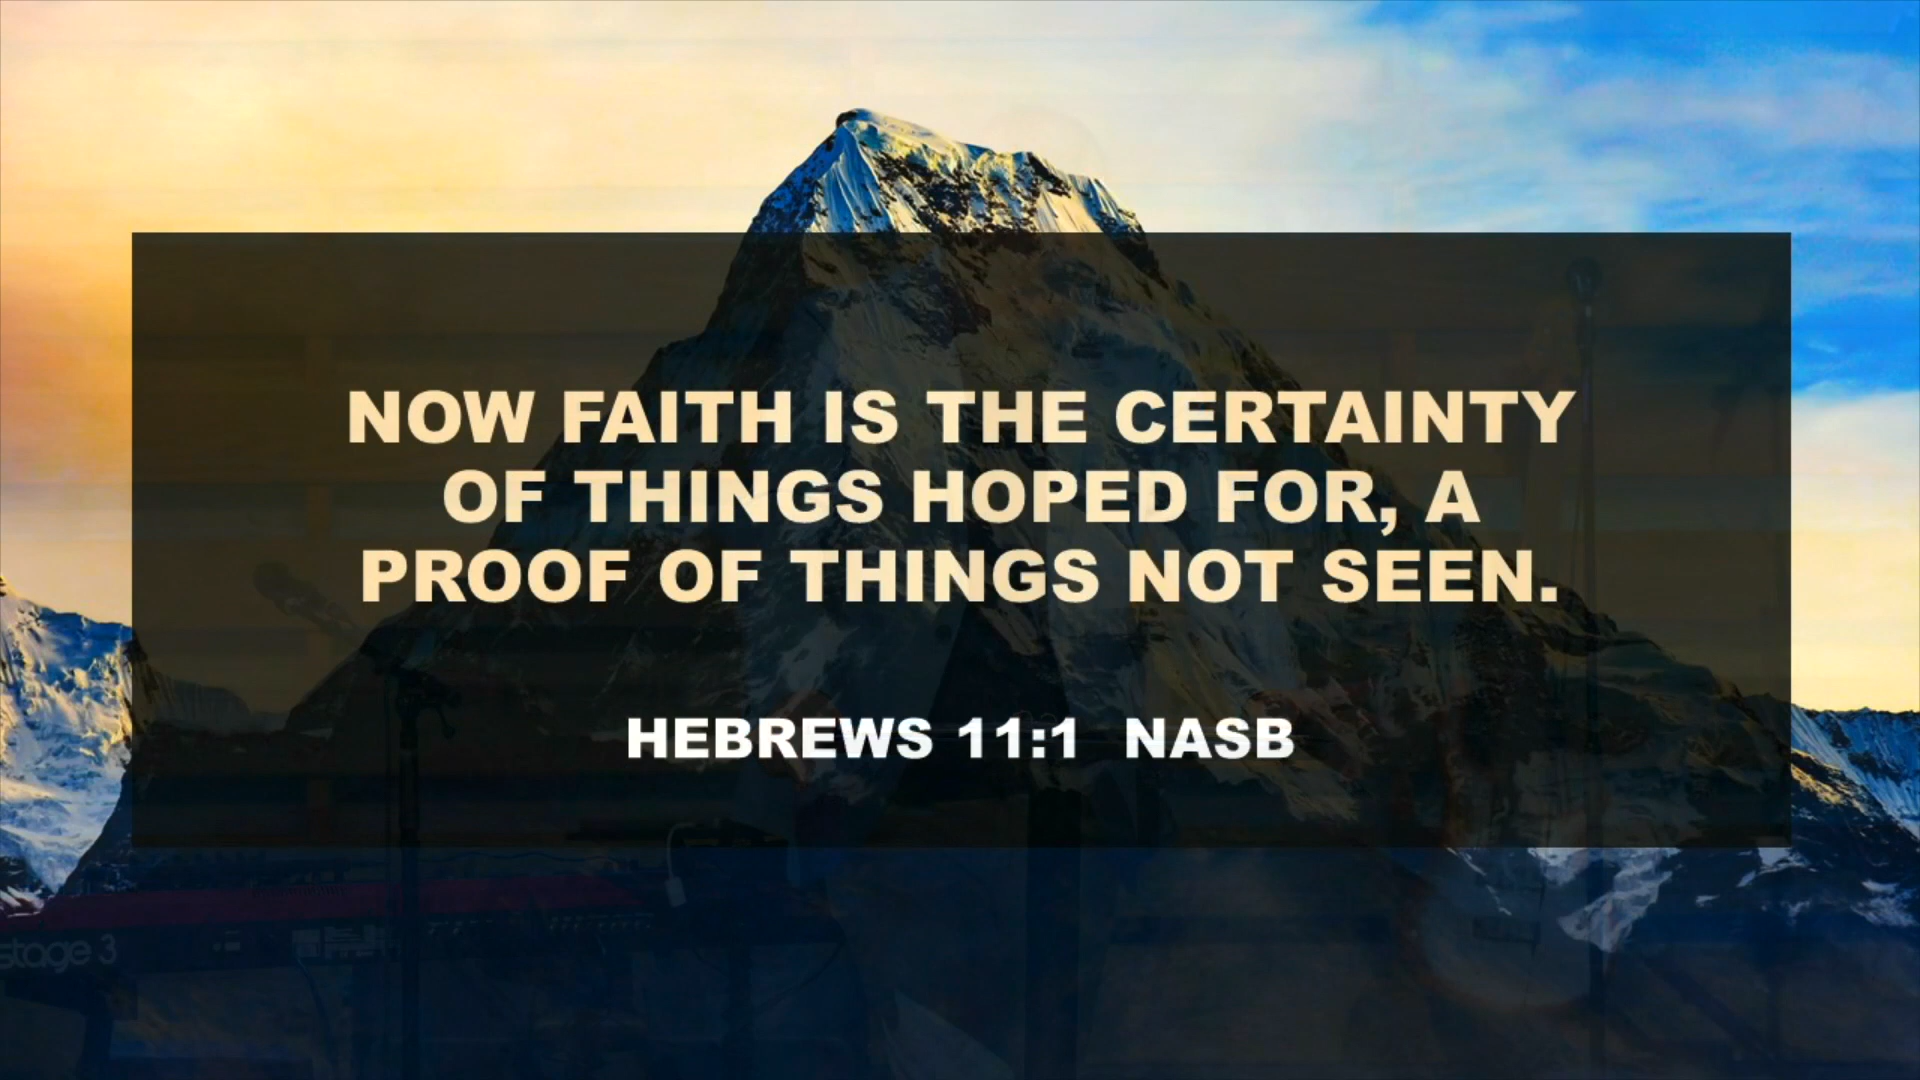 NOW FAITH IS THE CERTAINTY
OF THINGS HOPED FOR, A
PROOF OF THINGS NOT SEEN.
HEBREWS 11:1 NASB
stage 3